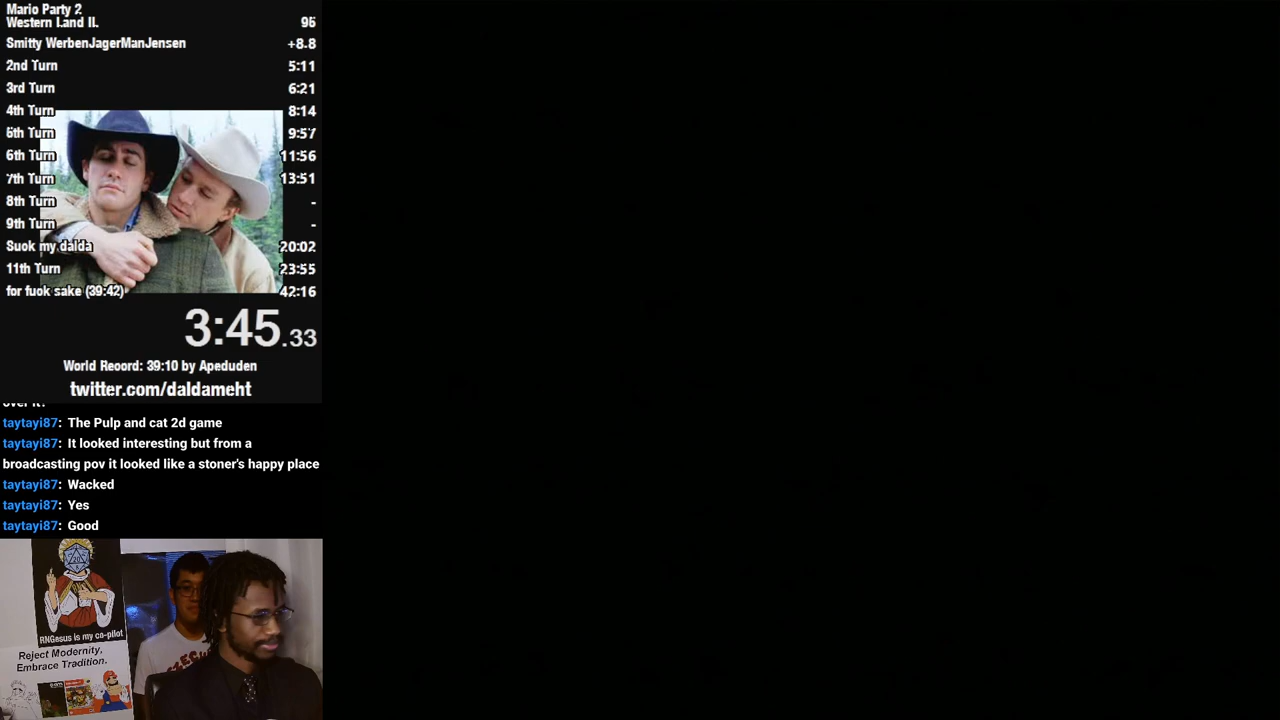 Mario Party 2
Western Land II. 96
Smitty WerbenJagerManJensen +8.8
2nd Turn 5:11
3rd Turn 6:21
4th Turn 8:14
5th Turn 9:57
6th Turn 11:56
7th Turn 13:51
8th Turn -
9th Turn -
Suok my dalda 20:02
11th Turn 23:55
for fuok sake (39:42) 42:16
3:45.33
World Reoord: 39:10 by Apeduden
twitter.com/daldameht
over it?
taytayi87: The Pulp and cat 2d game
taytayi87: It looked interesting but from a
broadcasting pov it looked like a stoner's happy place
taytayi87: Wacked
taytayi87: Yes
taytayi87: Good
RNGesus is my co-pilot
Reject Modernity,
Embrace Tradition.